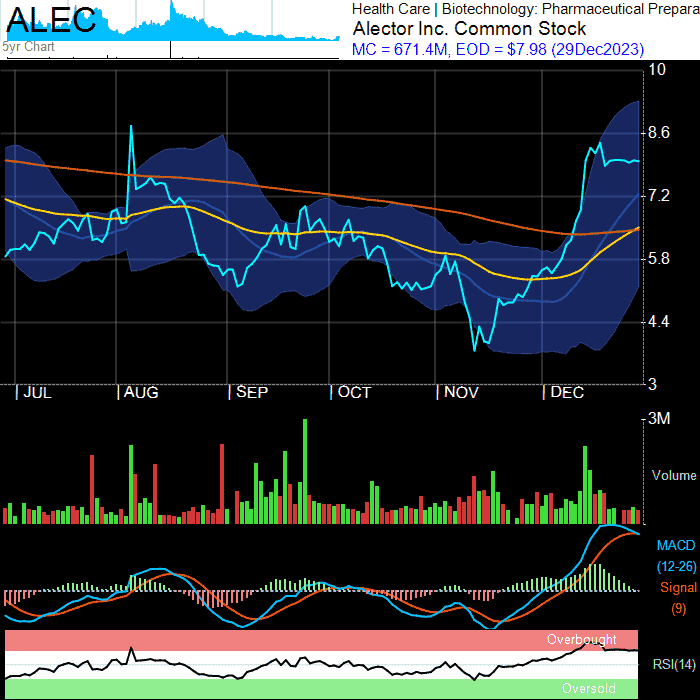 ALEC
5yr Chart
Health Care | Biotechnology: Pharmaceutical Prepara
Alector Inc. Common Stock
MC = 671.4M, EOD = $7.98 (29Dec2023)
10
8.6
7.2
5.8
4.4
3
JUL
AUG
SEP
OCT
NOV
DEC
3M
Volume
MACD
(12-26)
Signal
(9)
Overbought
RSI(14)
Oversold